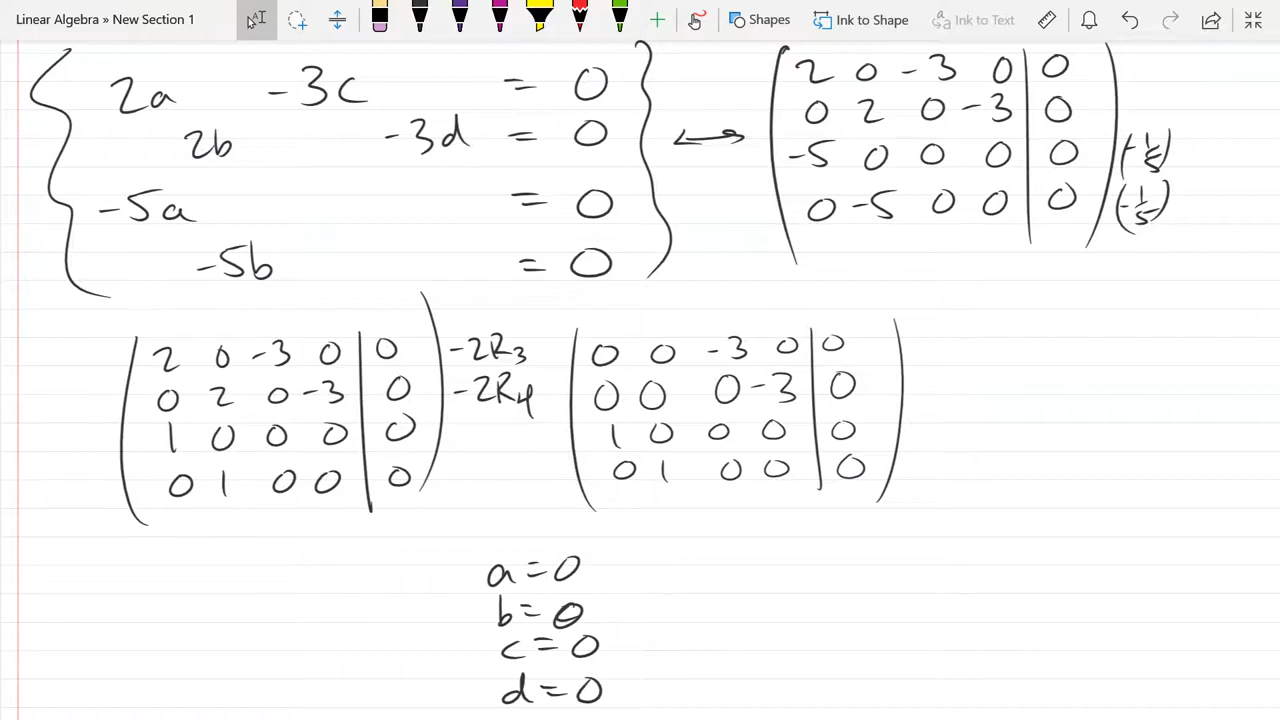 Linear Algebra » New Section 1
Shapes
Ink to Shape
Ink to Text
2a -3c = 0
2b -3d = 0
-5a = 0
-5b = 0
2 0 -3 0 | 0
0 2 0 -3 | 0
-5 0 0 0 | 0 (-1/5)
0 -5 0 0 | 0 (-1/5)
2 0 -3 0 | 0 -2R3
0 2 0 -3 | 0 -2R4
1 0 0 0 | 0
0 1 0 0 | 0
0 0 -3 0 | 0
0 0 0 -3 | 0
1 0 0 0 | 0
0 1 0 0 | 0
a = 0
b = 0
c = 0
d = 0